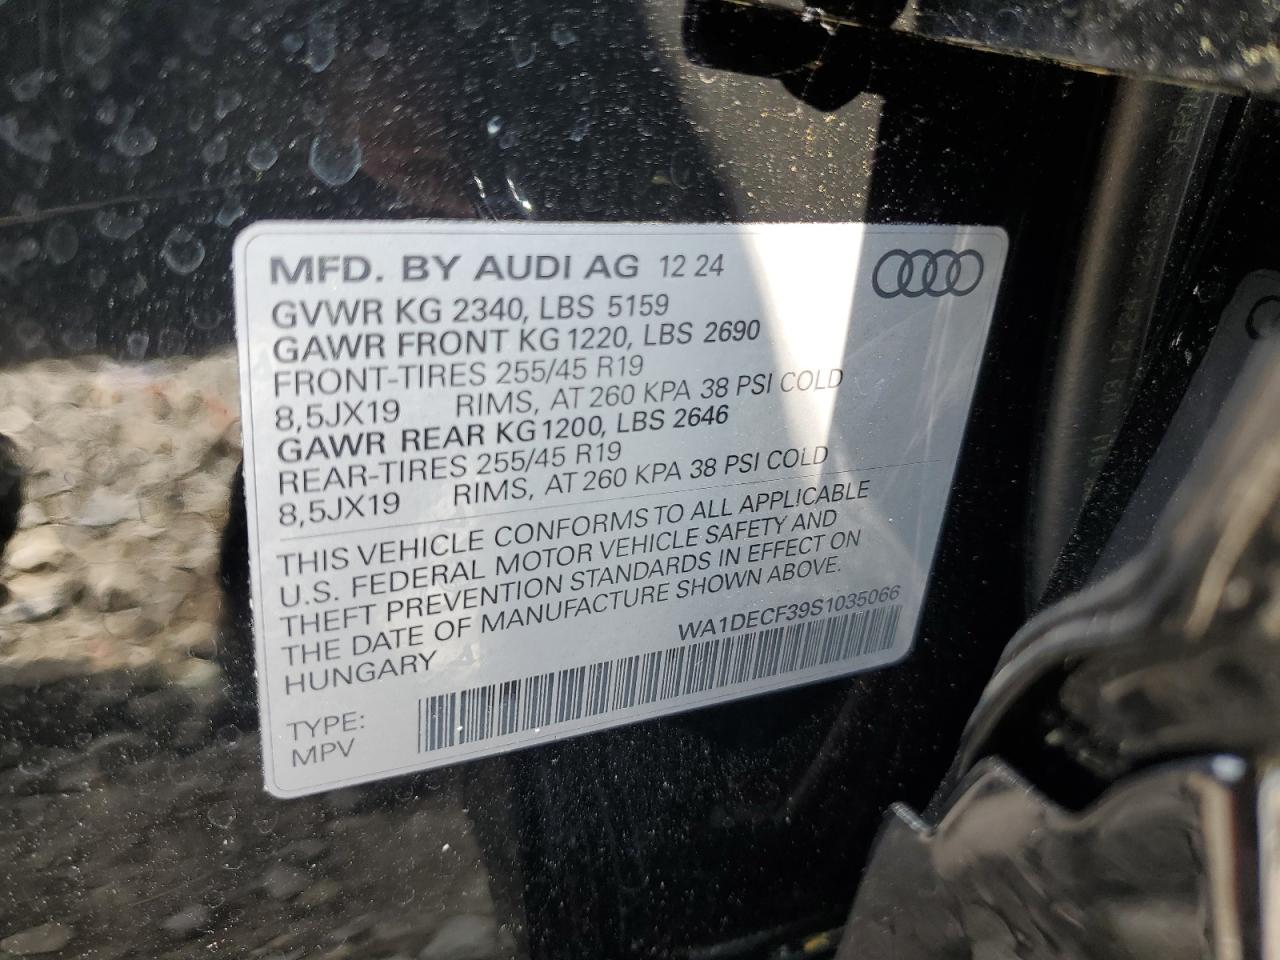 MFD. BY AUDI AG 12 24
GVWR KG 2340, LBS 5159
GAWR FRONT KG 1220, LBS 2690
FRONT-TIRES 255/45 R19
8,5JX19 RIMS, AT 260 KPA 38 PSI COLD
GAWR REAR KG 1200, LBS 2646
REAR-TIRES 255/45 R19
8,5JX19 RIMS, AT 260 KPA 38 PSI COLD
THIS VEHICLE CONFORMS TO ALL APPLICABLE
U.S. FEDERAL MOTOR VEHICLE SAFETY AND
THEFT PREVENTION STANDARDS IN EFFECT ON
THE DATE OF MANUFACTURE SHOWN ABOVE.
HUNGARY
WA1DECF39S1035066
TYPE:
MPV